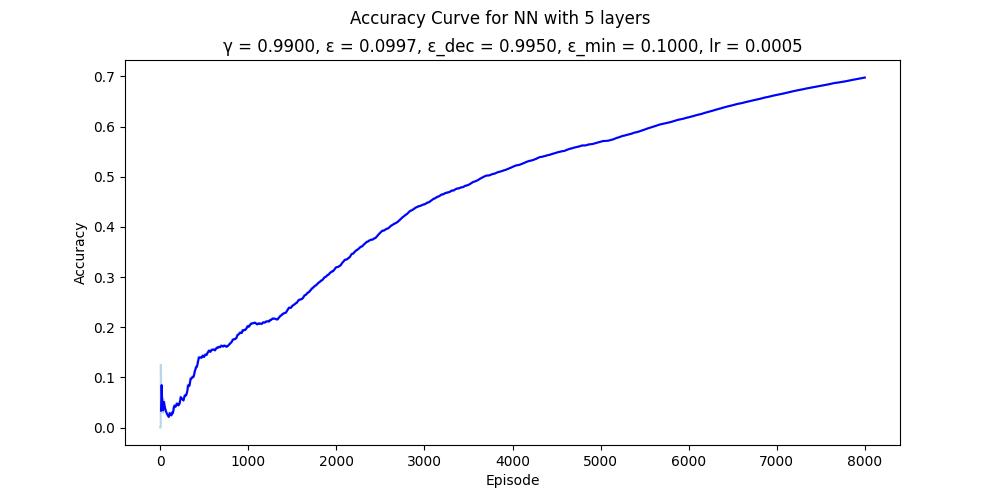 Accuracy Curve for NN with 5 layers
γ = 0.9900, ε = 0.0997, ε_dec = 0.9950, ε_min = 0.1000, lr = 0.0005
0.7
0.6
0.5
0.4
0.3
0.2
0.1
0.0
Accuracy
0 1000 2000 3000 4000 5000 6000 7000 8000
Episode